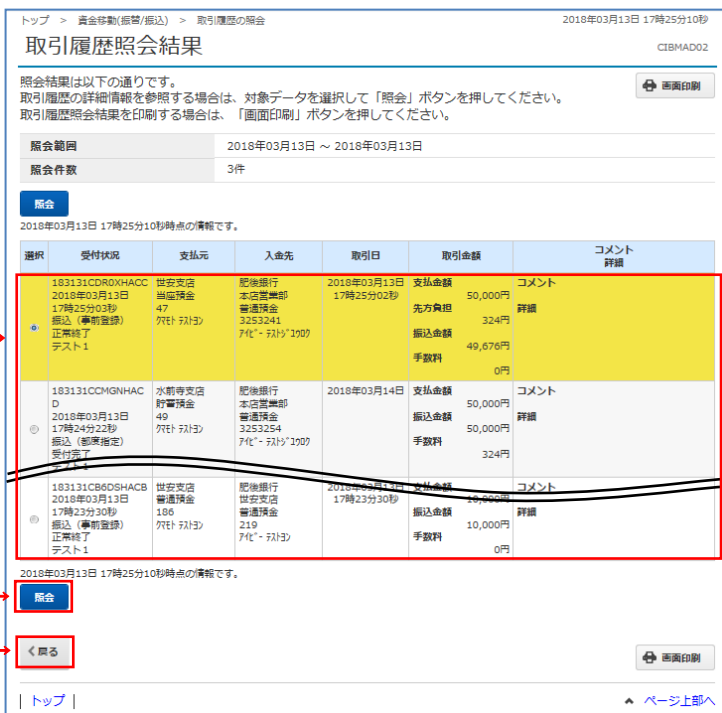 トップ > 資金移動(振替/振込) > 取引履歴の照会
2018年03月13日 17時25分10秒
取引履歴照会結果
CIBMAD02
照会結果は以下の通りです。
取引履歴の詳細情報を参照する場合は、対象データを選択して「照会」ボタンを押してください。
取引履歴照会結果を印刷する場合は、「画面印刷」ボタンを押してください。
画面印刷
照会範囲 2018年03月13日 ～ 2018年03月13日
照会件数 3件
照会
2018年03月13日 17時25分10秒時点の情報です。
選択 受付状況 支払元 入金先 取引日 取引金額 コメント
詳細
183131CDR0XHACC 世安支店 肥後銀行 2018年03月13日 支払金額 コメント
2018年03月13日 当座預金 本店営業部 17時25分02秒 50,000円
17時25分03秒 47 普通預金 先方負担 詳細
振込（事前登録） クマモト テストヨン 3253241 324円
正常終了 アイビー テストジュウロク 振込金額
テスト１ 49,676円
手数料
0円
183131CCMGNHAC 水前寺支店 肥後銀行 2018年03月14日 支払金額 コメント
D 貯蓄預金 本店営業部 50,000円
2018年03月13日 49 普通預金 振込金額 詳細
17時24分22秒 クマモト テストヨン 3253254 50,000円
振込（都度指定） アイビー テストジュウロク 手数料
受付完了 324円
テスト１
183131CB6DSHACB 世安支店 肥後銀行 2018年03月13日 支払金額 コメント
2018年03月13日 普通預金 世安支店 17時23分30秒 10,000円
17時23分30秒 186 普通預金 振込金額 詳細
振込（事前登録） クマモト テストヨン 219 10,000円
正常終了 アイビー テストヨン 手数料
テスト１ 0円
2018年03月13日 17時25分10秒時点の情報です。
照会
戻る
画面印刷
トップ
ページ上部へ